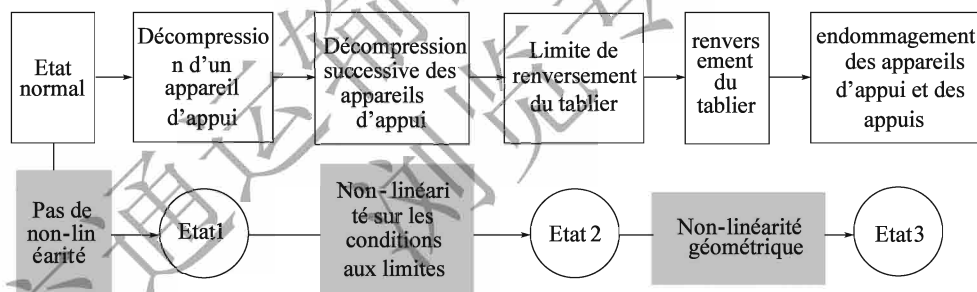 Etat
normal
Décompressio
n d'un
appareil
d'appui
Décompression
successive des
appareils
d'appui
Limite de
renversement
du tablier
renvers
ement
du
tablier
endommagement
des appareils
d'appui et des
appuis
Pas de
non-lin
éarité
Etat1
Non-linéari
té sur les
conditions
aux limites
Etat 2
Non-linéarité
géométrique
Etat3